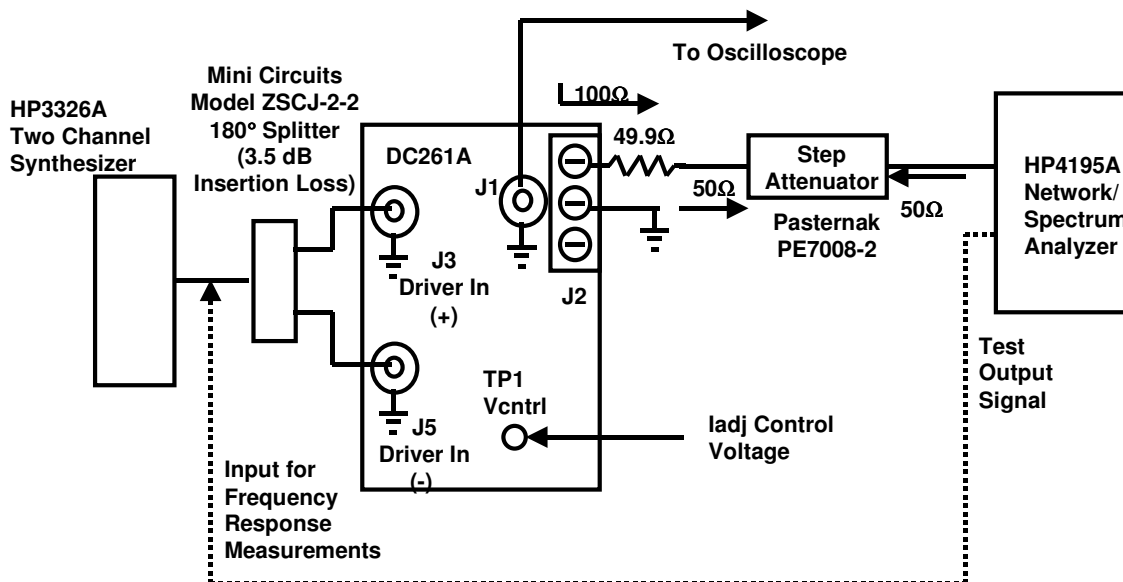 To Oscilloscope
Mini Circuits
Model ZSCJ-2-2
180° Splitter
(3.5 dB
Insertion Loss)
HP3326A
Two Channel
Synthesizer
DC261A
J1
100Ω
49.9Ω
50Ω
Step
Attenuator
Pasternak
PE7008-2
50Ω
HP4195A
Network/
Spectrum
Analyzer
J3
Driver In
(+)
J2
TP1
Vcntrl
J5
Driver In
(-)
Iadj Control
Voltage
Test
Output
Signal
Input for
Frequency
Response
Measurements